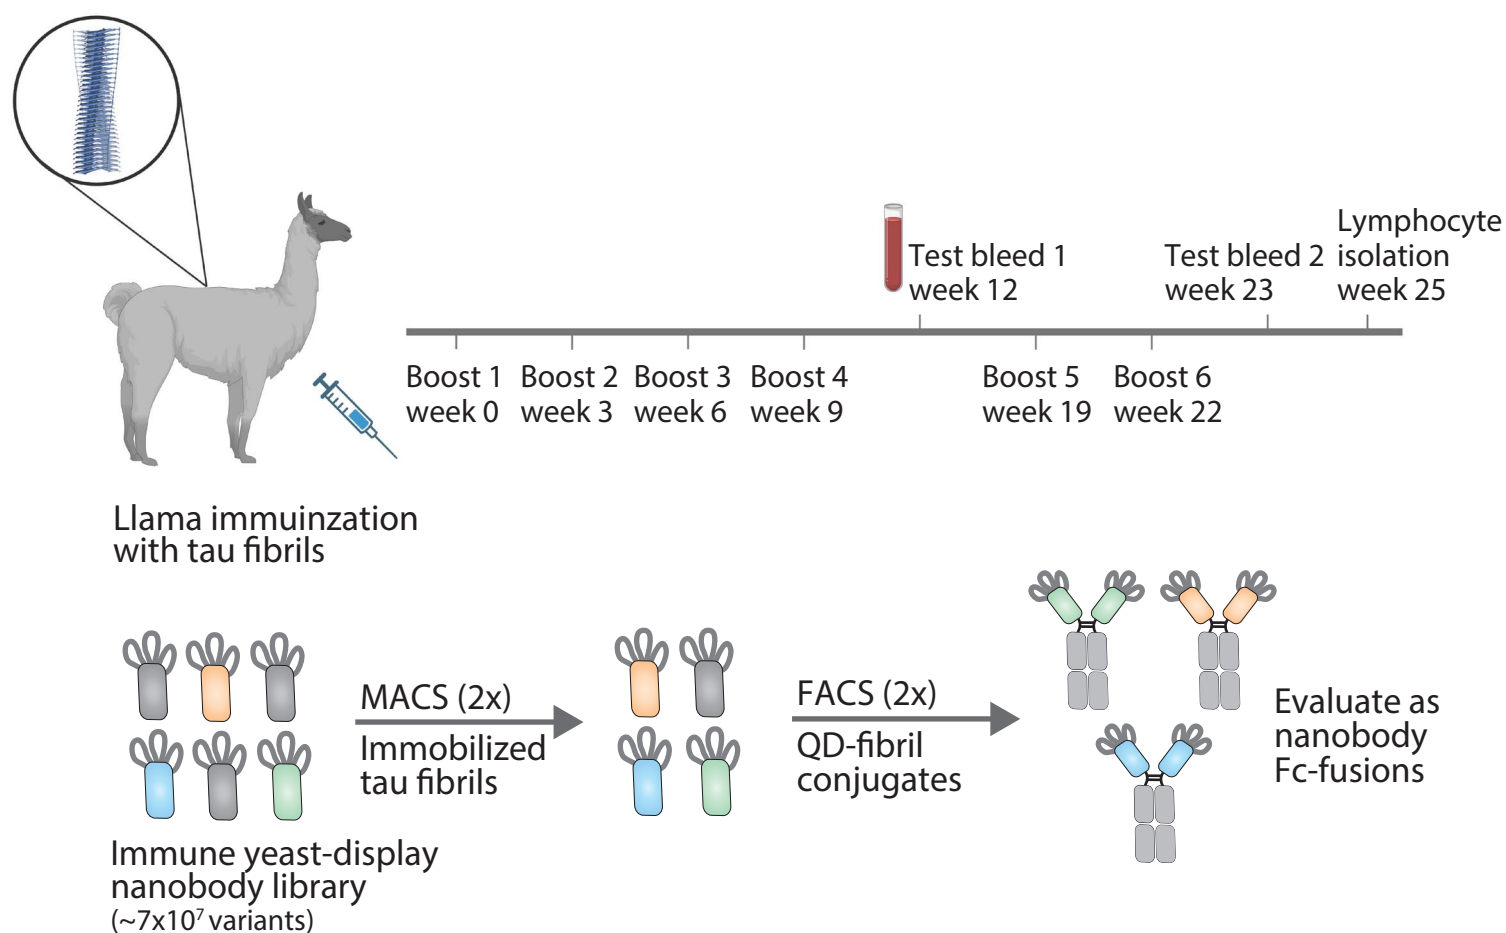 Test bleed 1
week 12
Test bleed 2
week 23
Lymphocyte
isolation
week 25
Boost 1
week 0
Boost 2
week 3
Boost 3
week 6
Boost 4
week 9
Boost 5
week 19
Boost 6
week 22
Llama immuinzation
with tau fibrils
MACS (2x)
Immobilized
tau fibrils
FACS (2x)
QD-fibril
conjugates
Evaluate as
nanobody
Fc-fusions
Immune yeast-display
nanobody library
(~7x10⁷ variants)